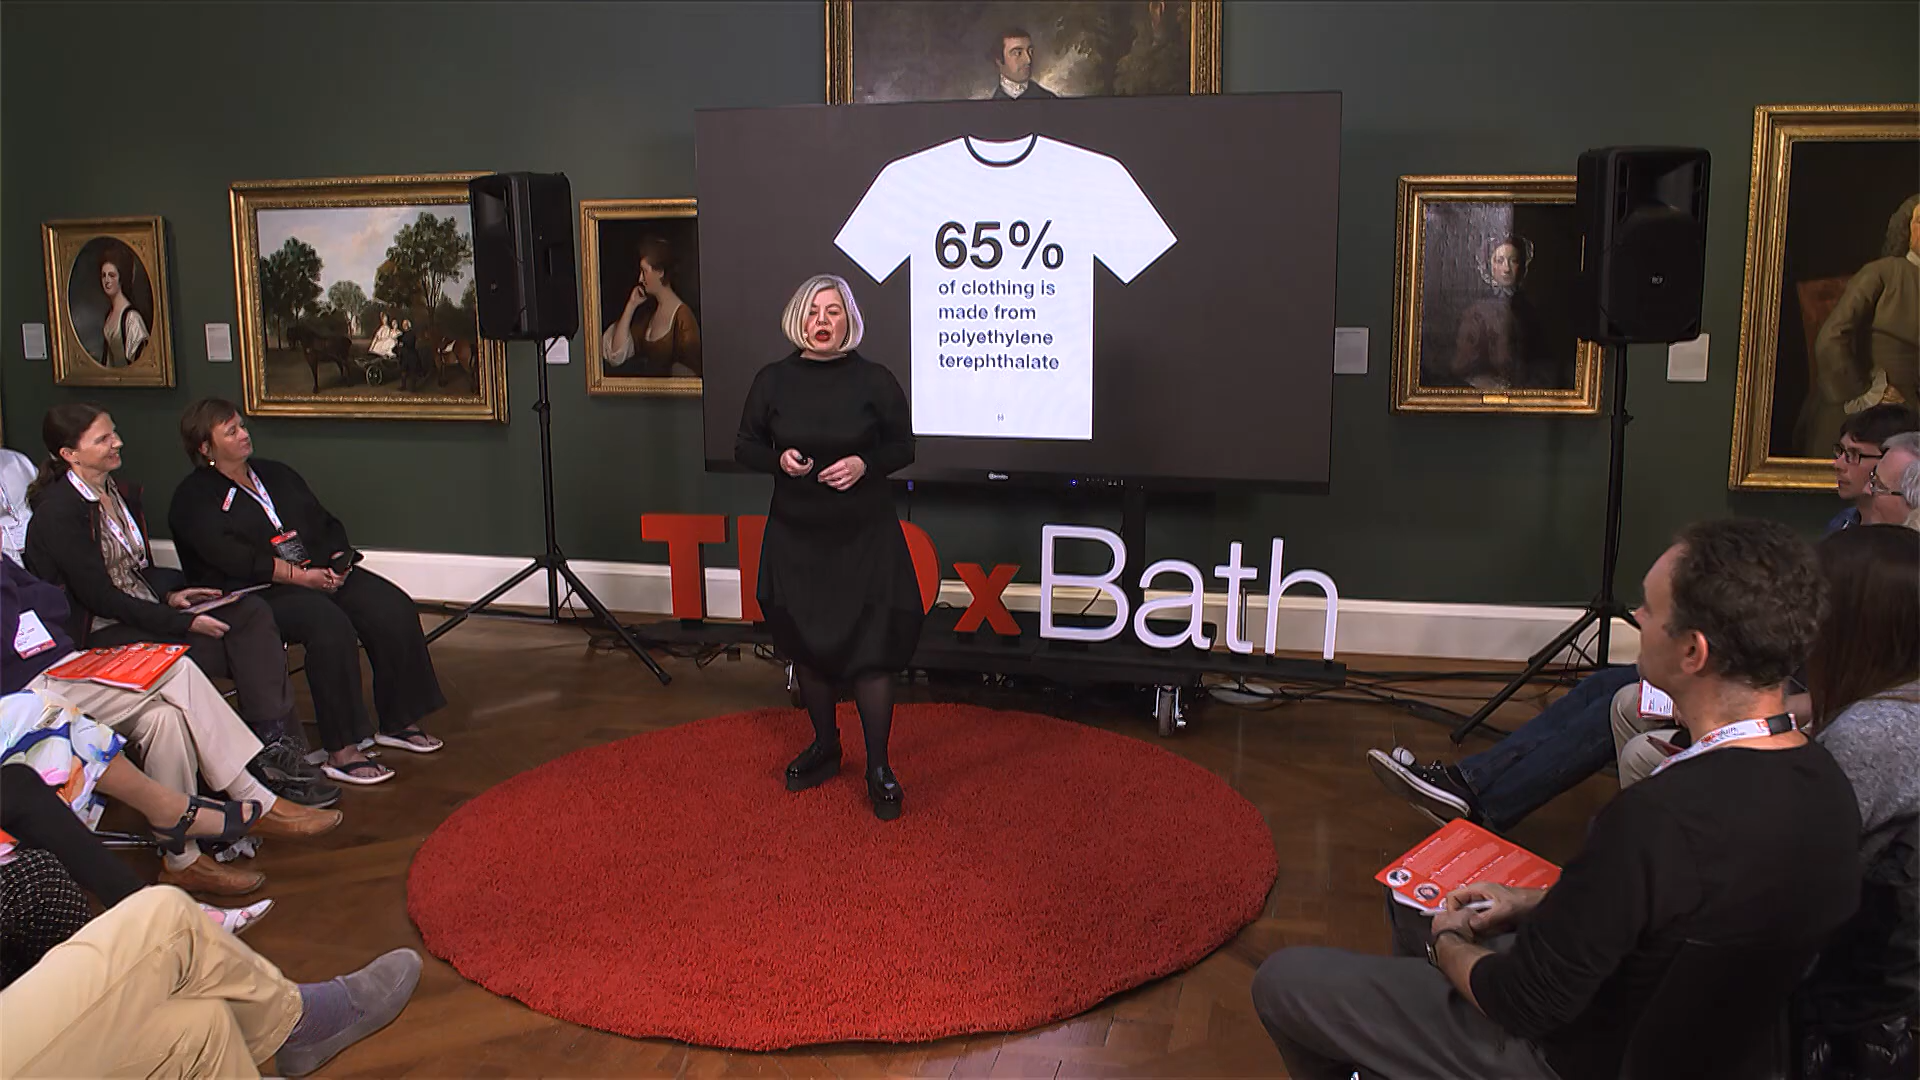 65%
of clothing is
made from
polyethylene
terephthalate
TEDxBath